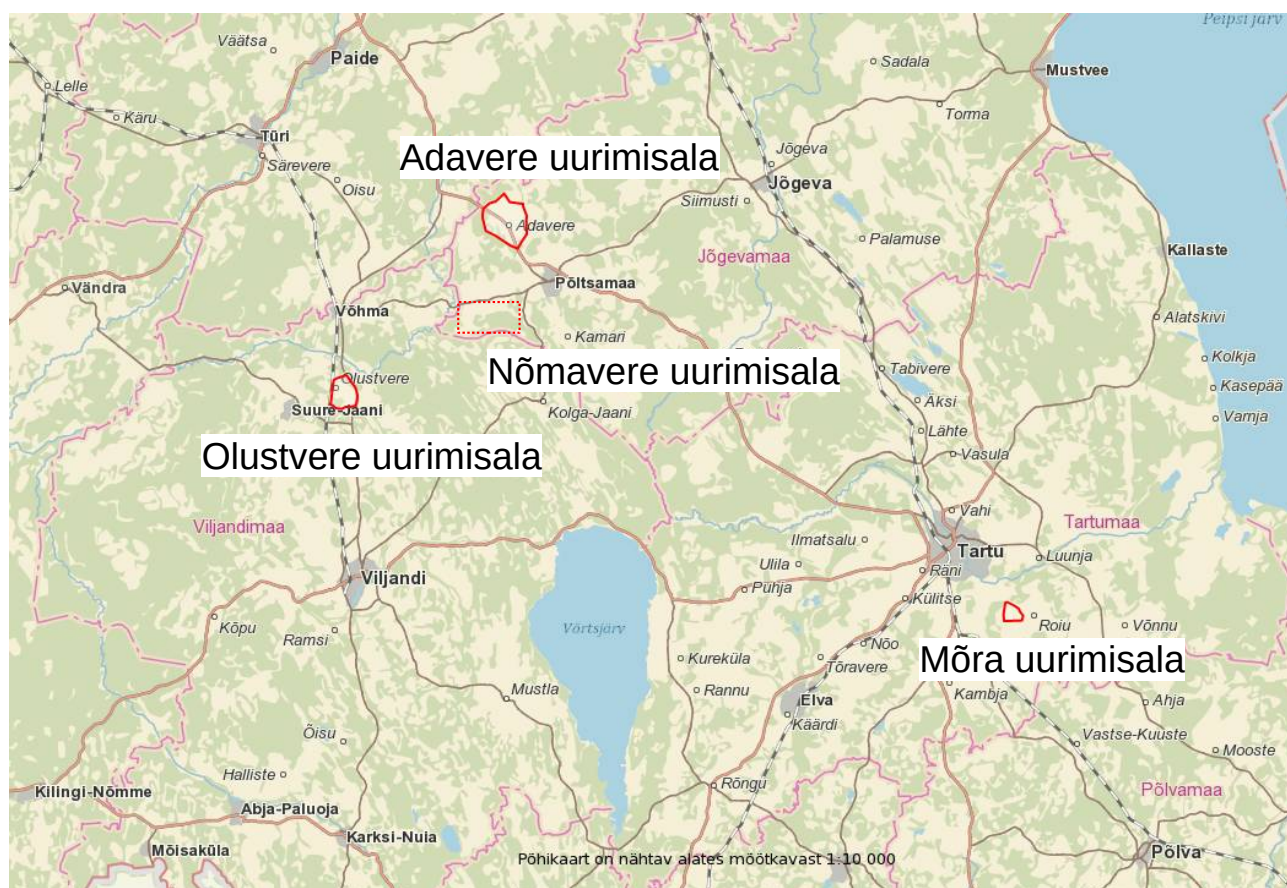 Peipsi järv
Väätsa
Paide
Sadala
Mustvee
Lelle
Käru
Torma
Türi
Adavere uurimisala
Jõgeva
Särevere
Oisu
Jõgeva
Siimusti
Adavere
Palamuse
Kallaste
Jõgevamaa
Põltsamaa
Vändra
Võhma
Alatskivi
Kamari
Kolkja
Nõmavere uurimisala
Tabivere
Olustvere
Kasepää
Äksi
Suure-Jaani
Kolga-Jaani
Varnja
Lähte
Olustvere uurimisala
Vasula
Vahi
Viljandimaa
Tartumaa
Ilmatsalu
Tartu
Ulila
Luunja
Räni
Viljandi
Puhja
Külitse
Kõpu
Ramsi
Võrtsjärv
Roiu
Võnnu
Nõo
Kureküla
Tõravere
Mõra uurimisala
Rannu
Kambja
Mustla
Elva
Ahja
Käärdi
Õisu
Vastse-Kuuste
Mooste
Halliste
Rõngu
Kilingi-Nõmme
Põlvamaa
Abja-Paluoja
Karksi-Nuia
Mõisaküla
Põhikaart on nähtav alates mõõtkavast 1:10 000
Põlva